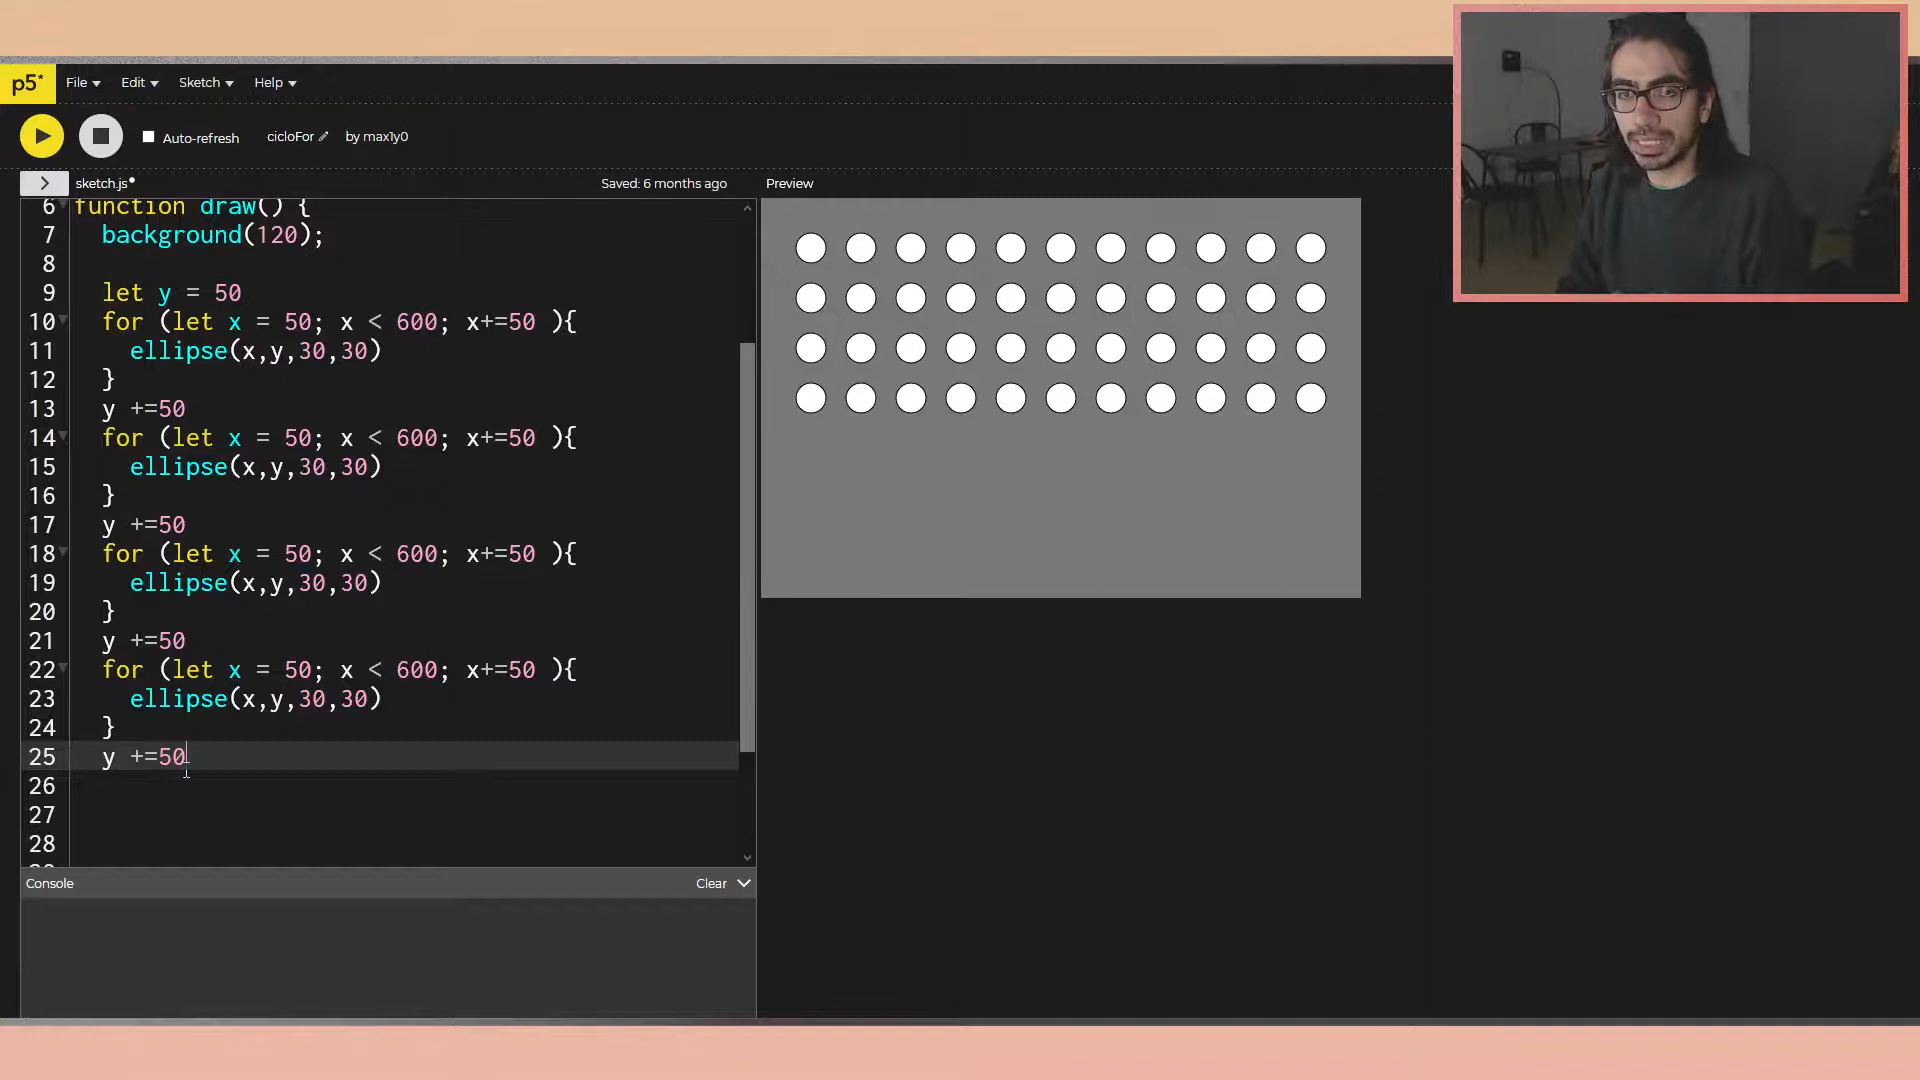 p5*
File Edit Sketch Help
Auto-refresh cicloFor by max1y0
sketch.js Saved: 6 months ago Preview
6 function draw() {
7 background(120);
8
9 let y = 50
10 for (let x = 50; x < 600; x+=50 ){
11 ellipse(x,y,30,30)
12 }
13 y +=50
14 for (let x = 50; x < 600; x+=50 ){
15 ellipse(x,y,30,30)
16 }
17 y +=50
18 for (let x = 50; x < 600; x+=50 ){
19 ellipse(x,y,30,30)
20 }
21 y +=50
22 for (let x = 50; x < 600; x+=50 ){
23 ellipse(x,y,30,30)
24 }
25 y +=50
26
27
28
Console Clear